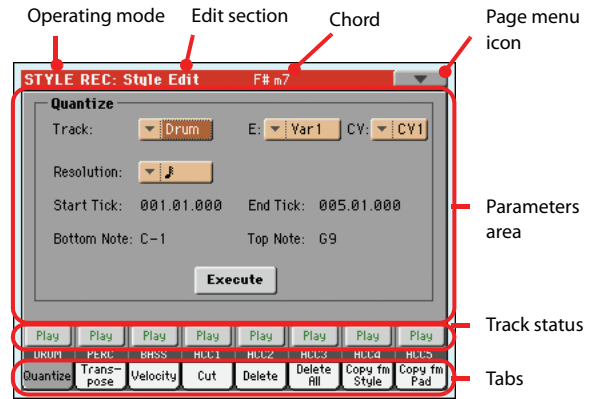 Operating mode
Edit section
Chord
Page menu icon
STYLE REC: Style Edit F# m7
Quantize
Track: Drum E: Var1 CV: CV1
Resolution:
Start Tick: 001.01.000 End Tick: 005.01.000
Bottom Note: C-1 Top Note: G9
Execute
Parameters area
Play Play Play Play Play Play Play Play
Track status
DRUM PERC BASS ACC1 ACC2 ACC3 ACC4 ACC5
Quantize Trans-pose Velocity Cut Delete Delete All Copy fm Style Copy fm Pad
Tabs